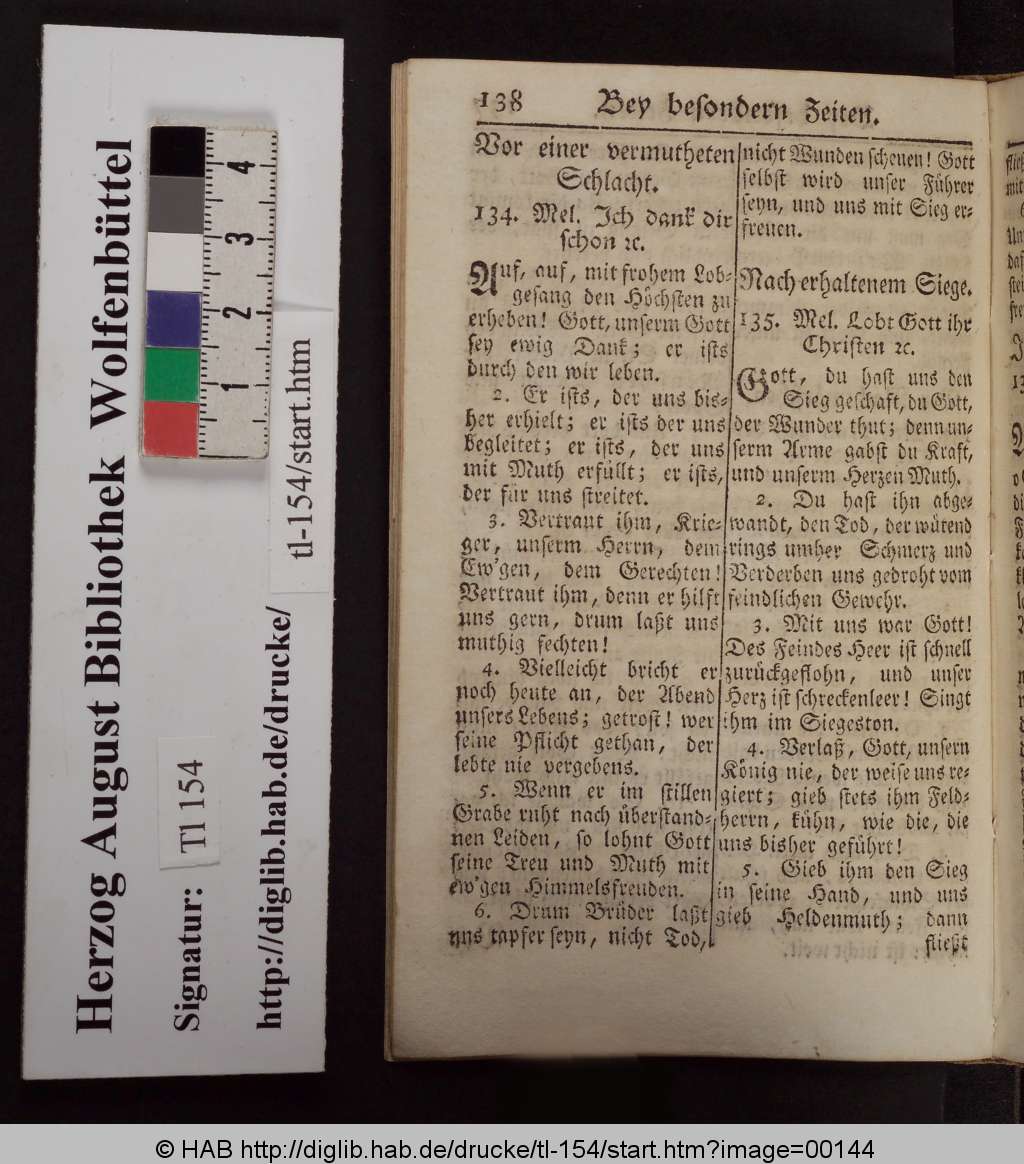 Herzog August Bibliothek Wolfenbüttel
Signatur: Tl 154
http://diglib.hab.de/drucke/
tl-154/start.htm
4
3
2
1
138 Bey besondern Zeiten.
Vor einer vermutheten
Schlacht.
134. Mel. Ich dank dir
schon ꝛc.
Auf, auf, mit frohem Lob-
gesang den Höchsten zu
erheben! Gott, unserm Gott
sey ewig Dank; er ists
durch den wir leben.
2. Er ists, der uns bis-
her erhielt; er ists der uns
begleitet; er ists, der uns
mit Muth erfüllt; er ists,
der für uns streitet.
3. Vertraut ihm, Krie-
ger, unserm Herrn, dem
Ew'gen, dem Gerechten!
Vertraut ihm, denn er hilft
uns gern, drum laßt uns
muthig fechten!
4. Vielleicht bricht er
noch heute an, der Abend
unsers Lebens; getrost! wer
seine Pflicht gethan, der
lebte nie vergebens.
5. Wenn er im stillen
Grabe ruht nach überstand-
nen Leiden, so lohnt Gott
seine Treu und Muth mit
ew'gen Himmelsfreuden.
6. Drum Brüder laßt
uns tapfer seyn, nicht Tod,
nicht Wunden scheuen! Gott
selbst wird unser Führer
seyn, und uns mit Sieg er-
freuen.
Nach erhaltenem Siege.
135. Mel. Lobt Gott ihr
Christen ꝛc.
Gott, du hast uns den
Sieg geschaft, du Gott,
der Wunder thut; denn un-
serm Arme gabst du Kraft,
und unserm Herzen Muth.
2. Du hast ihn abge-
wandt, den Tod, der wütend
rings umher Schmerz und
Verderben uns gedroht vom
feindlichen Gewehr.
3. Mit uns war Gott!
Des Feindes Heer ist schnell
zurückgeflohn, und unser
Herz ist schreckenleer! Singt
ihm im Siegeston.
4. Verlaß, Gott, unsern
König nie, der weise uns re-
giert; gieb stets ihm Feld-
herrn, kühn, wie die, die
uns bisher geführt!
5. Gieb ihm den Sieg
in seine Hand, und uns
gieb Heldenmuth; dann
fließt
© HAB http://diglib.hab.de/drucke/tl-154/start.htm?image=00144